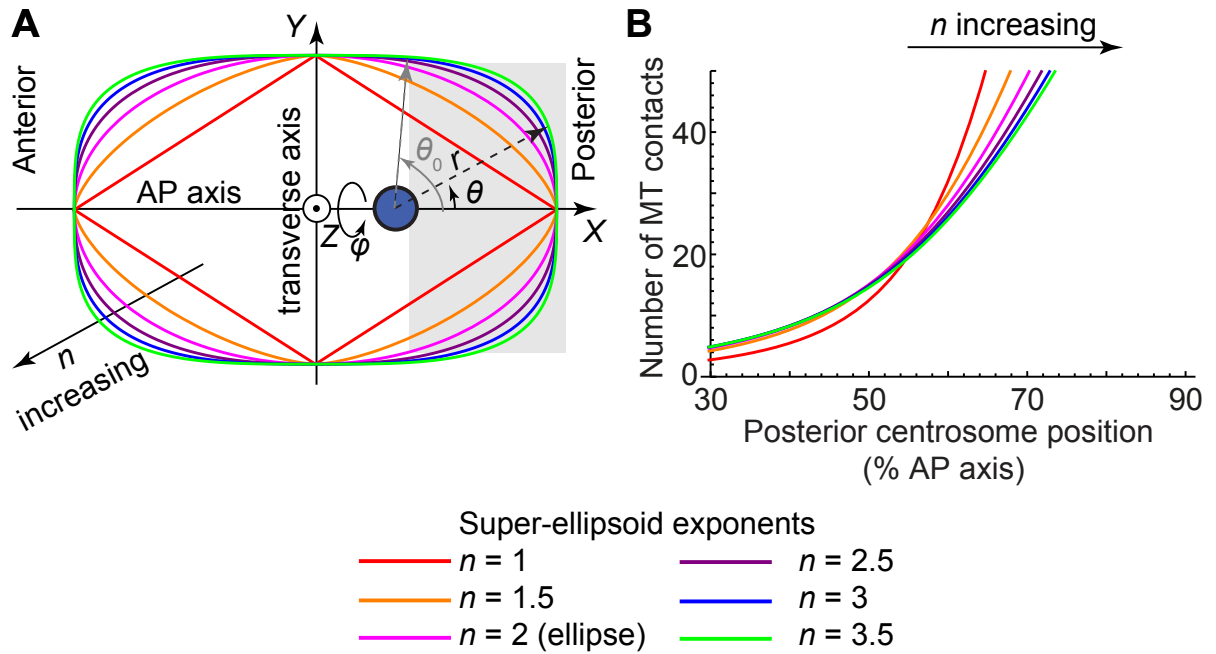 A
Y
Anterior
Posterior
transverse axis
AP axis
θ0
r
θ
X
Z
φ
n
increasing
B
n increasing
Number of MT contacts
40
20
0
30
50
70
90
Posterior centrosome position
(% AP axis)
Super-ellipsoid exponents
n = 1
n = 2.5
n = 1.5
n = 3
n = 2 (ellipse)
n = 3.5